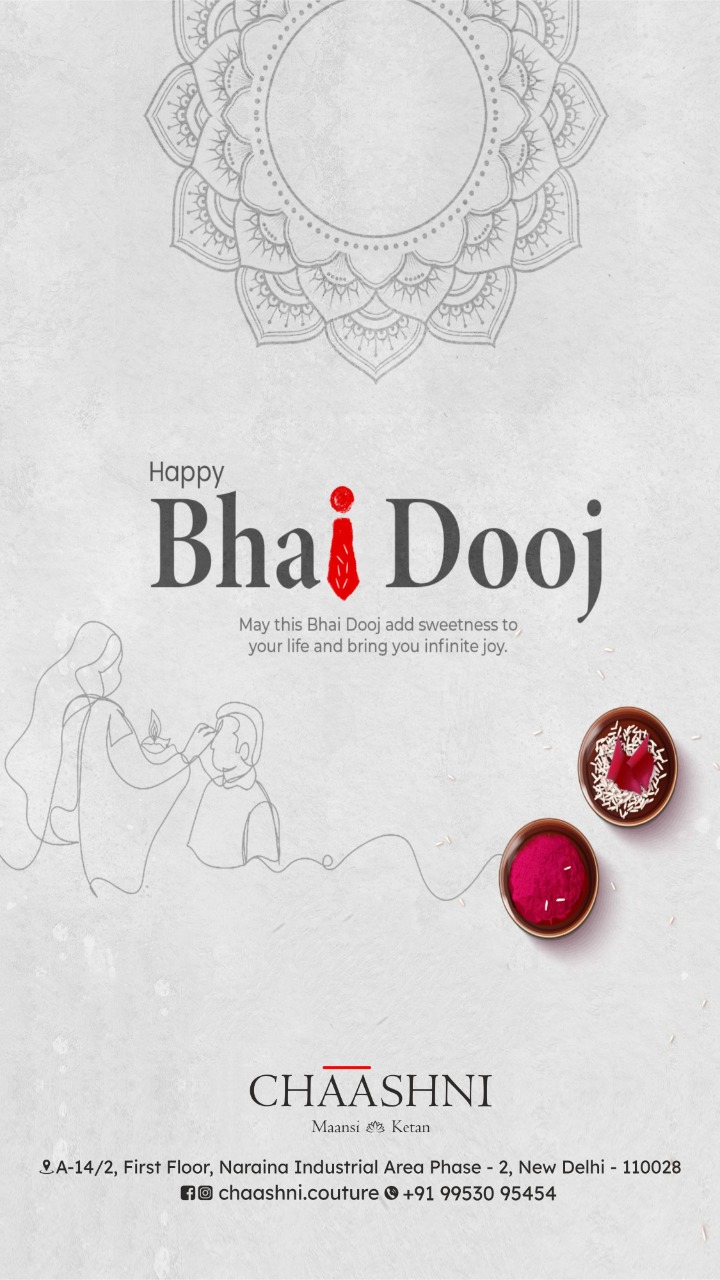 Happy
Bhai Dooj
May this Bhai Dooj add sweetness to
your life and bring you infinite joy.
CHAASHNI
Maansi Ketan
A-14/2, First Floor, Naraina Industrial Area Phase - 2, New Delhi - 110028
chaashni.couture +91 99530 95454